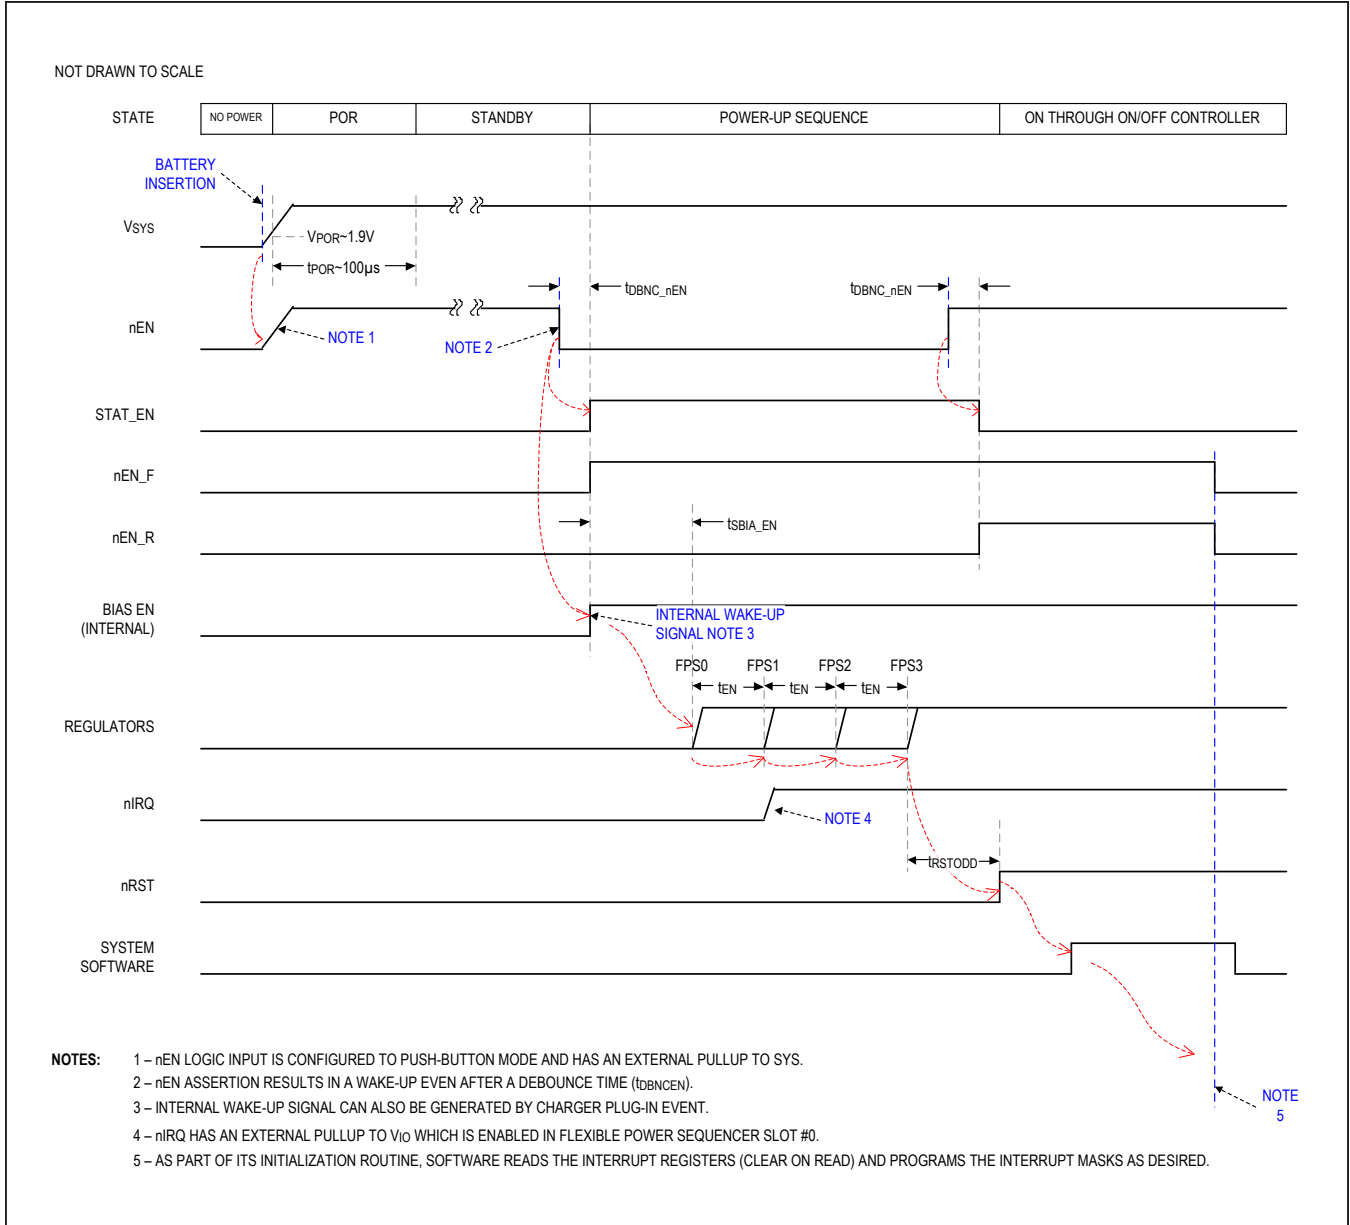 NOT DRAWN TO SCALE
STATE NO POWER POR STANDBY POWER-UP SEQUENCE ON THROUGH ON/OFF CONTROLLER
BATTERY
INSERTION
VSYS
VPOR~1.9V
tPOR~100µs
tDBNC_nEN tDBNC_nEN
nEN
NOTE 1
NOTE 2
STAT_EN
nEN_F
tSBIA_EN
nEN_R
BIAS EN
(INTERNAL)
INTERNAL WAKE-UP
SIGNAL NOTE 3
FPS0 FPS1 FPS2 FPS3
tEN tEN tEN
REGULATORS
nIRQ
NOTE 4
tRSTODD
nRST
SYSTEM
SOFTWARE
NOTES: 1 – nEN LOGIC INPUT IS CONFIGURED TO PUSH-BUTTON MODE AND HAS AN EXTERNAL PULLUP TO SYS.
2 – nEN ASSERTION RESULTS IN A WAKE-UP EVEN AFTER A DEBOUNCE TIME (tDBNCEN).
3 – INTERNAL WAKE-UP SIGNAL CAN ALSO BE GENERATED BY CHARGER PLUG-IN EVENT.
4 – nIRQ HAS AN EXTERNAL PULLUP TO VIO WHICH IS ENABLED IN FLEXIBLE POWER SEQUENCER SLOT #0.
5 – AS PART OF ITS INITIALIZATION ROUTINE, SOFTWARE READS THE INTERRUPT REGISTERS (CLEAR ON READ) AND PROGRAMS THE INTERRUPT MASKS AS DESIRED.
NOTE
5